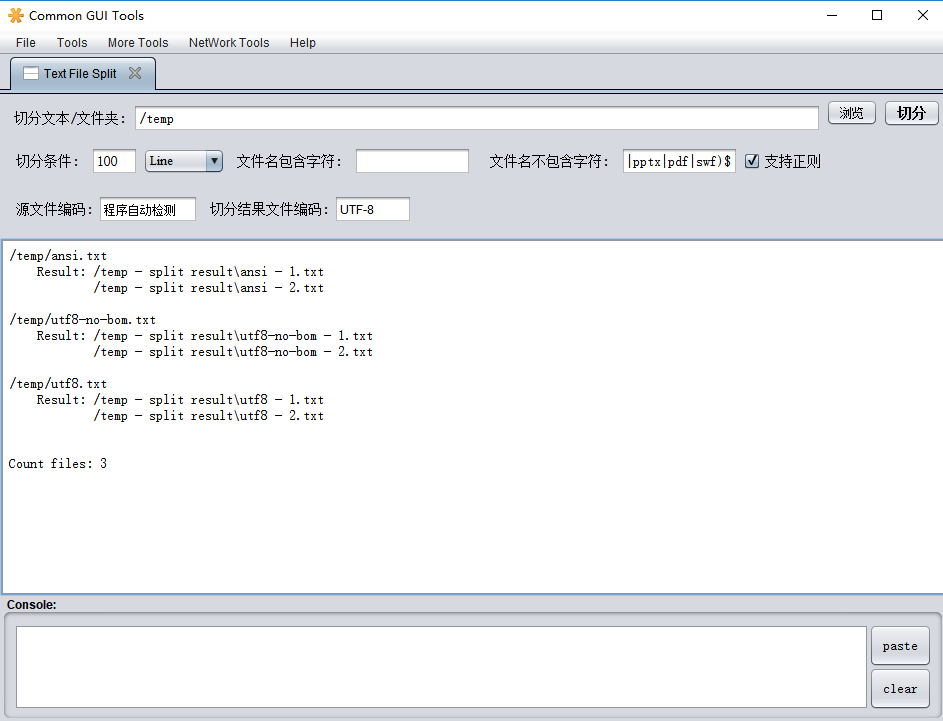 Common GUI Tools
File Tools More Tools NetWork Tools Help
Text File Split
切分文本/文件夹: /temp 浏览 切分
切分条件: 100 Line 文件名包含字符: 文件名不包含字符: |pptx|pdf|swf)$ 支持正则
源文件编码: 程序自动检测 切分结果文件编码: UTF-8
/temp/ansi.txt
Result: /temp - split result\ansi - 1.txt
/temp - split result\ansi - 2.txt
/temp/utf8-no-bom.txt
Result: /temp - split result\utf8-no-bom - 1.txt
/temp - split result\utf8-no-bom - 2.txt
/temp/utf8.txt
Result: /temp - split result\utf8 - 1.txt
/temp - split result\utf8 - 2.txt
Count files: 3
Console:
paste
clear